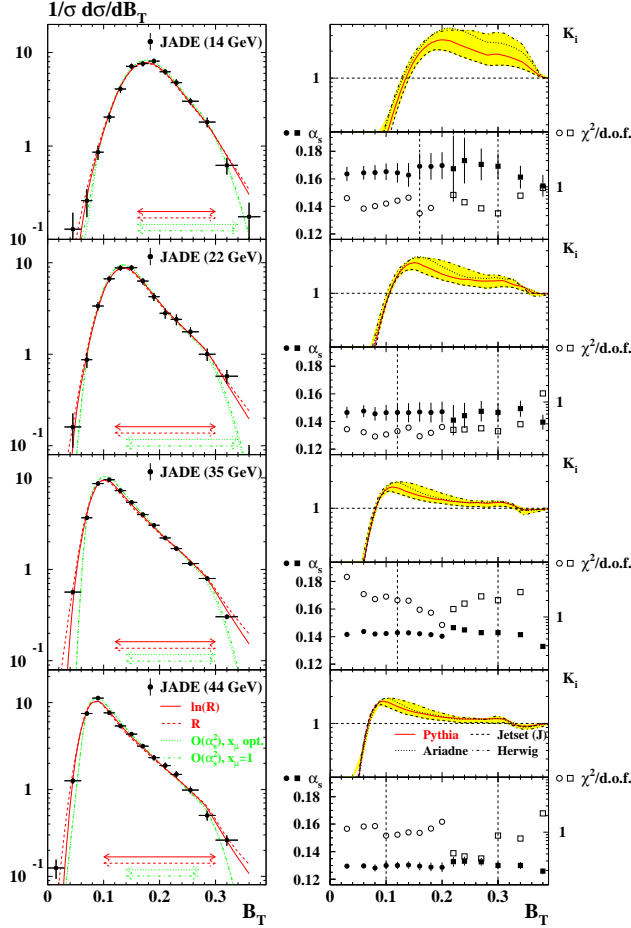 1/σ dσ/dB_T
10
1
10^-1
JADE (14 GeV)
10
1
10^-1
JADE (22 GeV)
10
1
10^-1
JADE (35 GeV)
10
1
10^-1
JADE (44 GeV)
ln(R)
R
O(α_s^2), x_μ opt.
O(α_s^2), x_μ=1
0 0.1 0.2 0.3
B_T
K_i
1
● ■ α_s
○ □ χ²/d.o.f.
0.18
0.16
0.14
0.12
1
K_i
1
● ■ α_s
○ □ χ²/d.o.f.
0.18
0.16
0.14
0.12
1
K_i
1
● ■ α_s
○ □ χ²/d.o.f.
0.18
0.16
0.14
0.12
1
K_i
1
Pythia Jetset (J)
Ariadne Herwig
● ■ α_s
○ □ χ²/d.o.f.
0.18
0.16
0.14
0.12
1
0 0.1 0.2 0.3
B_T